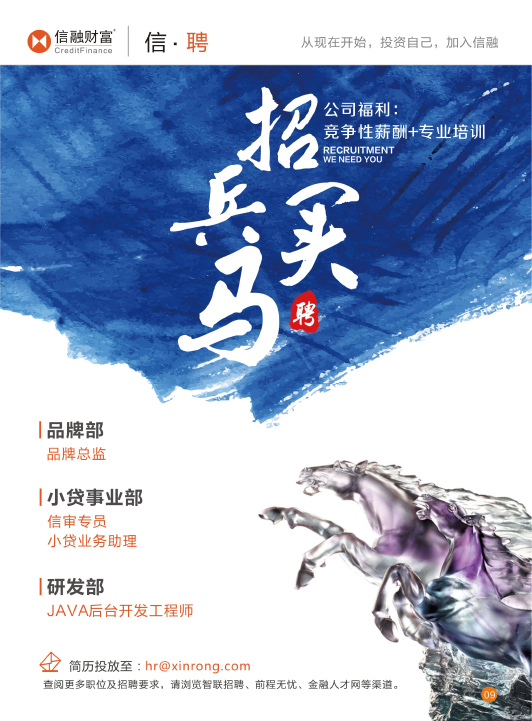 信融财富®
CreditFinance
信·聘
从现在开始，投资自己，加入信融
招兵买马
聘
公司福利：
竞争性薪酬+专业培训
RECRUITMENT
WE NEED YOU
品牌部
品牌总监
小贷事业部
信审专员
小贷业务助理
研发部
JAVA后台开发工程师
简历投放至：hr@xinrong.com
查阅更多职位及招聘要求，请浏览智联招聘、前程无忧、金融人才网等渠道。
09